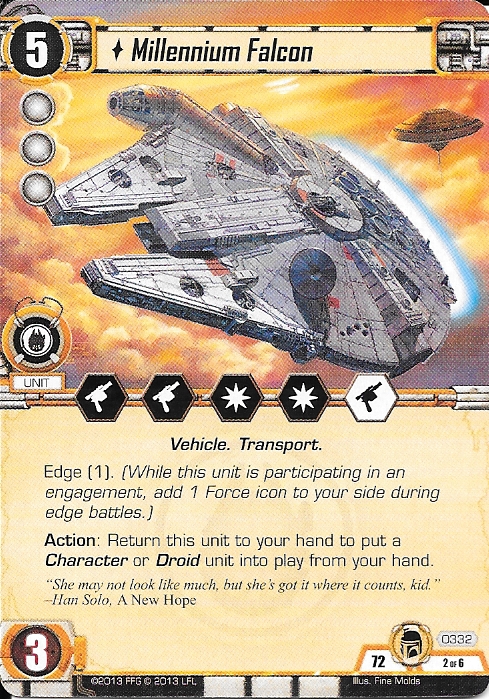 5
Millennium Falcon
UNIT
Vehicle. Transport.
Edge (1). (While this unit is participating in an
engagement, add 1 Force icon to your side during
edge battles.)
Action: Return this unit to your hand to put a
Character or Droid unit into play from your hand.
“She may not look like much, but she’s got it where it counts, kid.”
–Han Solo, A New Hope
3
0332
72
2 OF 6
©2013 FFG © 2013 LFL
Illus. Fine Molds